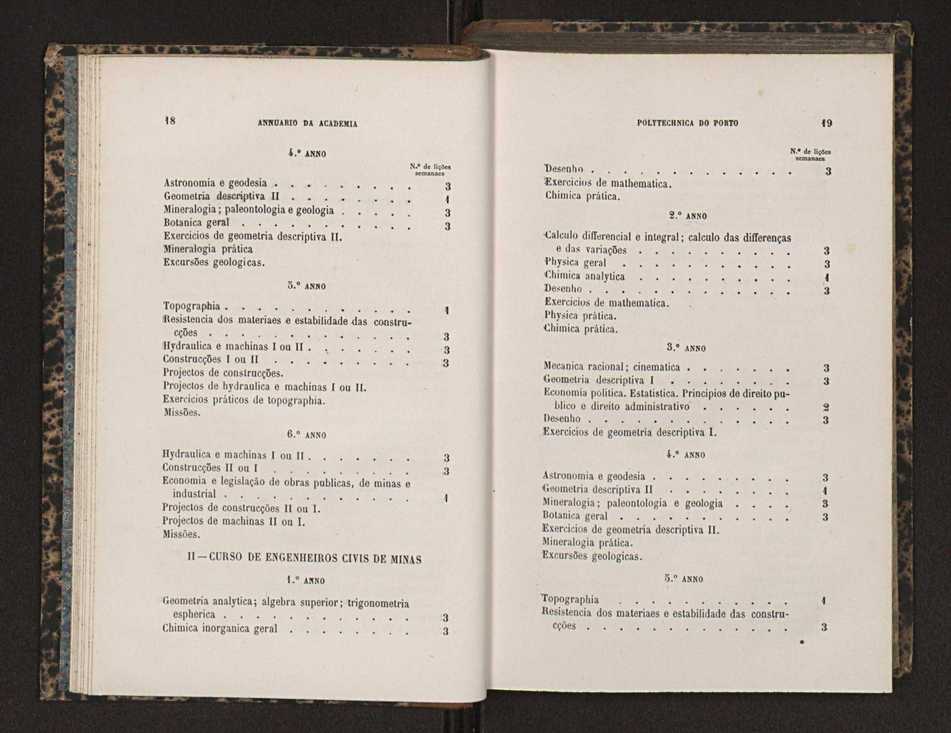 18
ANNUARIO DA ACADEMIA
4.º ANNO
N.º de lições
semanaes
Astronomia e geodesia . . . . . . . . . 3
Geometria descriptiva II . . . . . . . . 1
Mineralogia; paleontologia e geologia . . . . . 3
Botanica geral . . . . . . . . . . . 3
Exercicios de geometria descriptiva II.
Mineralogia prática
Excursões geologicas.
5.º ANNO
Topographia . . . . . . . . . . . . 1
Resistencia dos materiaes e estabilidade das constru-
cções . . . . . . . . . . . . . 3
Hydraulica e machinas I ou II . . . . . . . 3
Construcções I ou II . . . . . . . . . 3
Projectos de construcções.
Projectos de hydraulica e machinas I ou II.
Exercicios práticos de topographia.
Missões.
6.º ANNO
Hydraulica e machinas I ou II . . . . . . . 3
Construcções II ou I . . . . . . . . . 3
Economia e legislação de obras publicas, de minas e
industrial . . . . . . . . . . . . 1
Projectos de construcções II ou I.
Projectos de machinas II ou I.
Missões.
II — CURSO DE ENGENHEIROS CIVIS DE MINAS
1.º ANNO
Geometria analytica; algebra superior; trigonometria
espherica . . . . . . . . . . . . 3
Chimica inorganica geral . . . . . . . . 3
POLYTECHNICA DO PORTO
19
N.º de lições
semanaes
Desenho . . . . . . . . . . . . . 3
Exercicios de mathematica.
Chimica prática.
2.º ANNO
Calculo differencial e integral; calculo das differenças
e das variações . . . . . . . . . . 3
Physica geral . . . . . . . . . . . 3
Chimica analytica . . . . . . . . . . 1
Desenho . . . . . . . . . . . . . 3
Exercicios de mathematica.
Physica prática.
Chimica prática.
3.º ANNO
Mecanica racional; cinematica . . . . . . . 3
Geometria descriptiva I . . . . . . . . 3
Economia politica. Estatistica. Principios de direito pu-
blico e direito administrativo . . . . . . 2
Desenho . . . . . . . . . . . . . 3
Exercicios de geometria descriptiva I.
4.º ANNO
Astronomia e geodesia . . . . . . . . . 3
Geometria descriptiva II . . . . . . . . 1
Mineralogia; paleontologia e geologia . . . . 3
Botanica geral . . . . . . . . . . . 3
Exercicios de geometria descriptiva II.
Mineralogia prática.
Excursões geologicas.
5.º ANNO
Topographia . . . . . . . . . . . 1
Resistencia dos materiaes e estabilidade das constru-
cções . . . . . . . . . . . . . 3
*